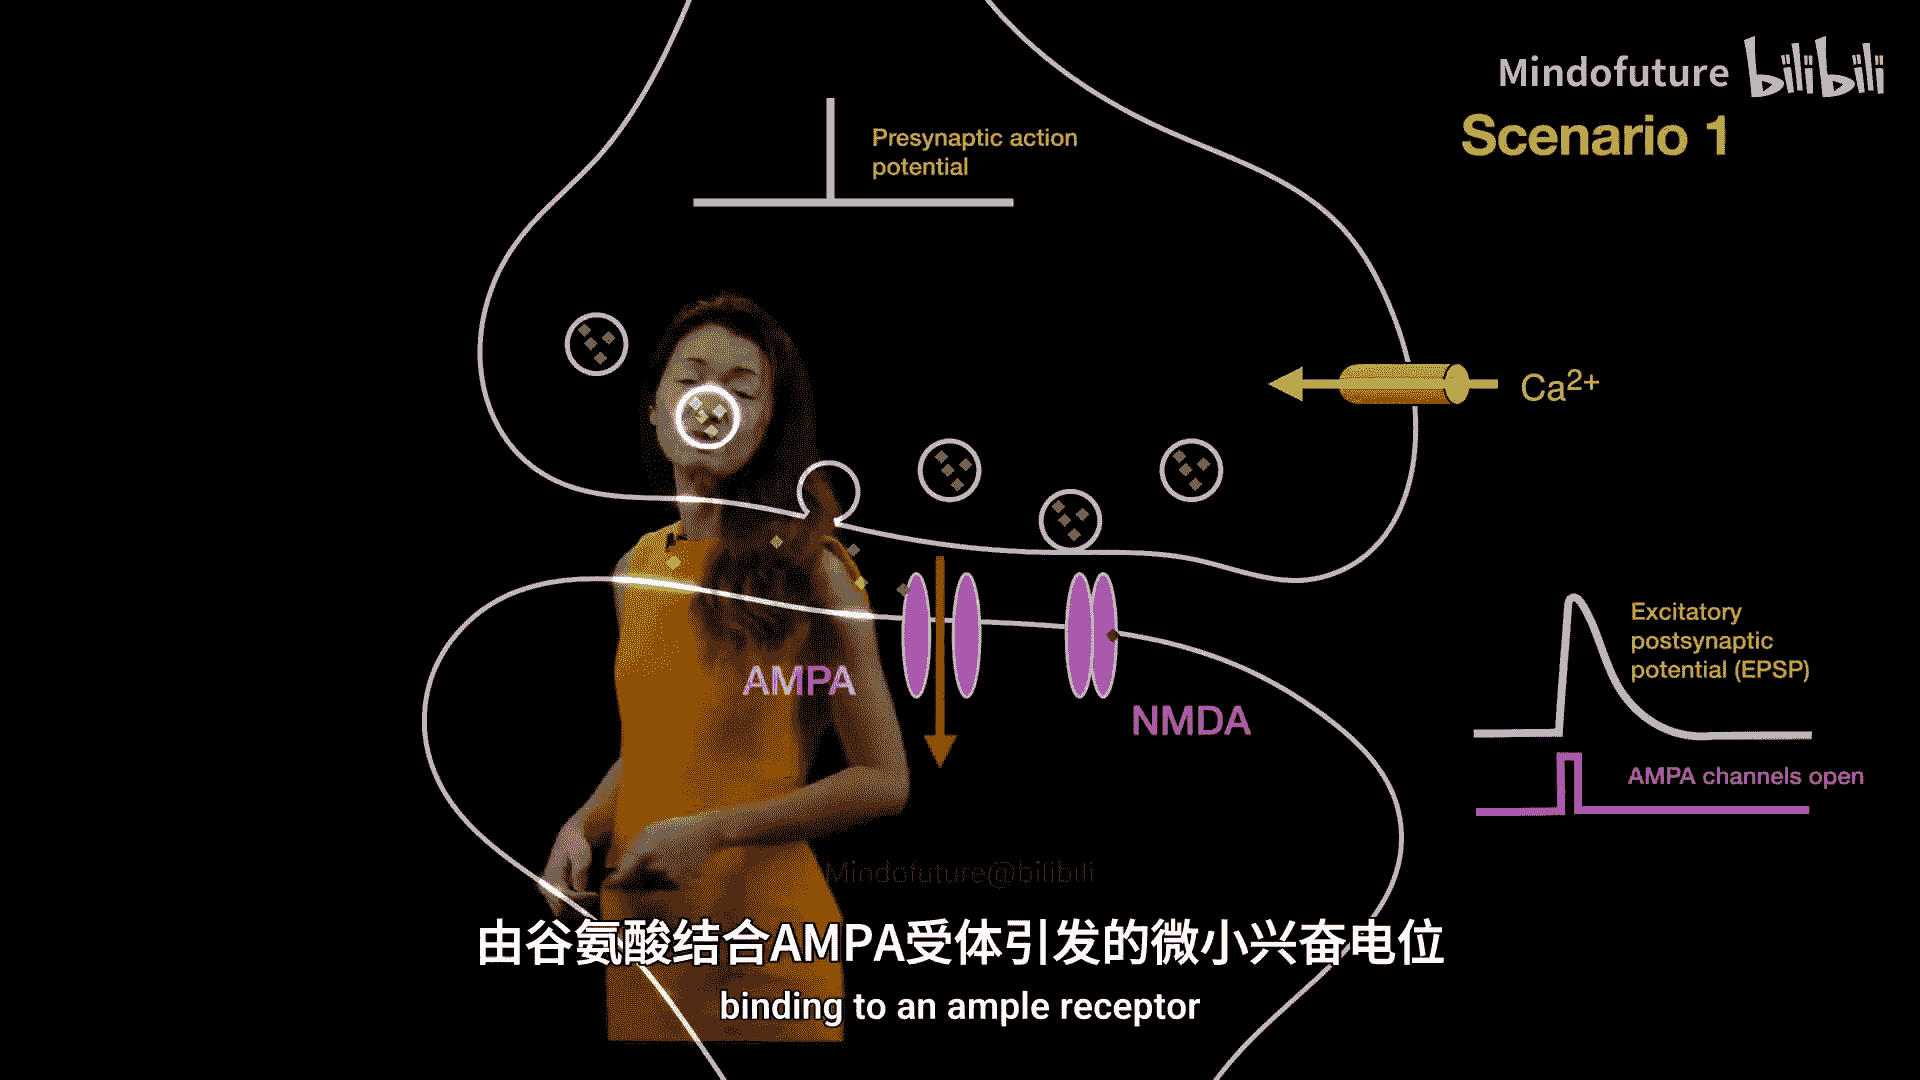 Mindofuture bilibili
Scenario 1
Presynaptic action
potential
Ca2+
Excitatory
postsynaptic
potential (EPSP)
AMPA
NMDA
AMPA channels open
Mindofuture@bilibili
由谷氨酸结合AMPA受体引发的微小兴奋电位
binding to an ample receptor